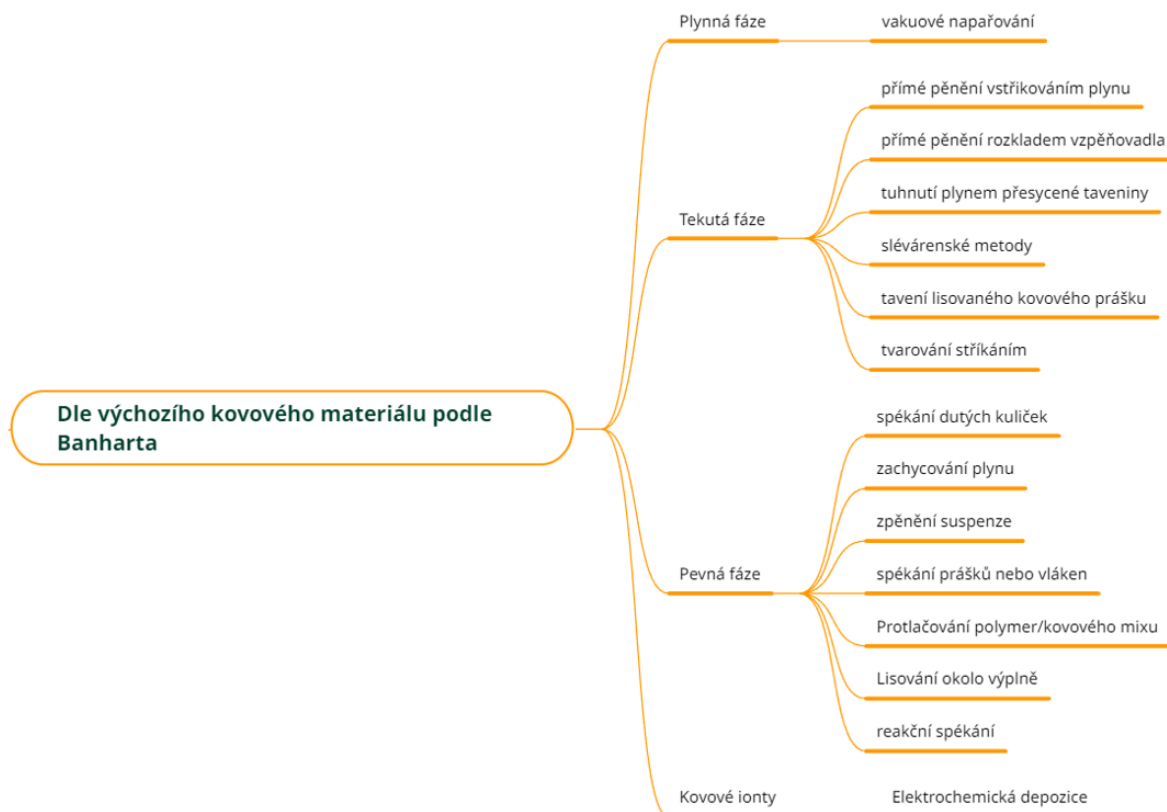 Dle výchozího kovového materiálu podle
Banharta
Plynná fáze
vakuové napařování
Tekutá fáze
přímé pěnění vstřikováním plynu
přímé pěnění rozkladem vzpěňovadla
tuhnutí plynem přesycené taveniny
slévárenské metody
tavení lisovaného kovového prášku
tvarování stříkáním
Pevná fáze
spékání dutých kuliček
zachycování plynu
zpěnění suspenze
spékání prášků nebo vláken
Protlačování polymer/kovového mixu
Lisování okolo výplně
reakční spékání
Kovové ionty
Elektrochemická depozice